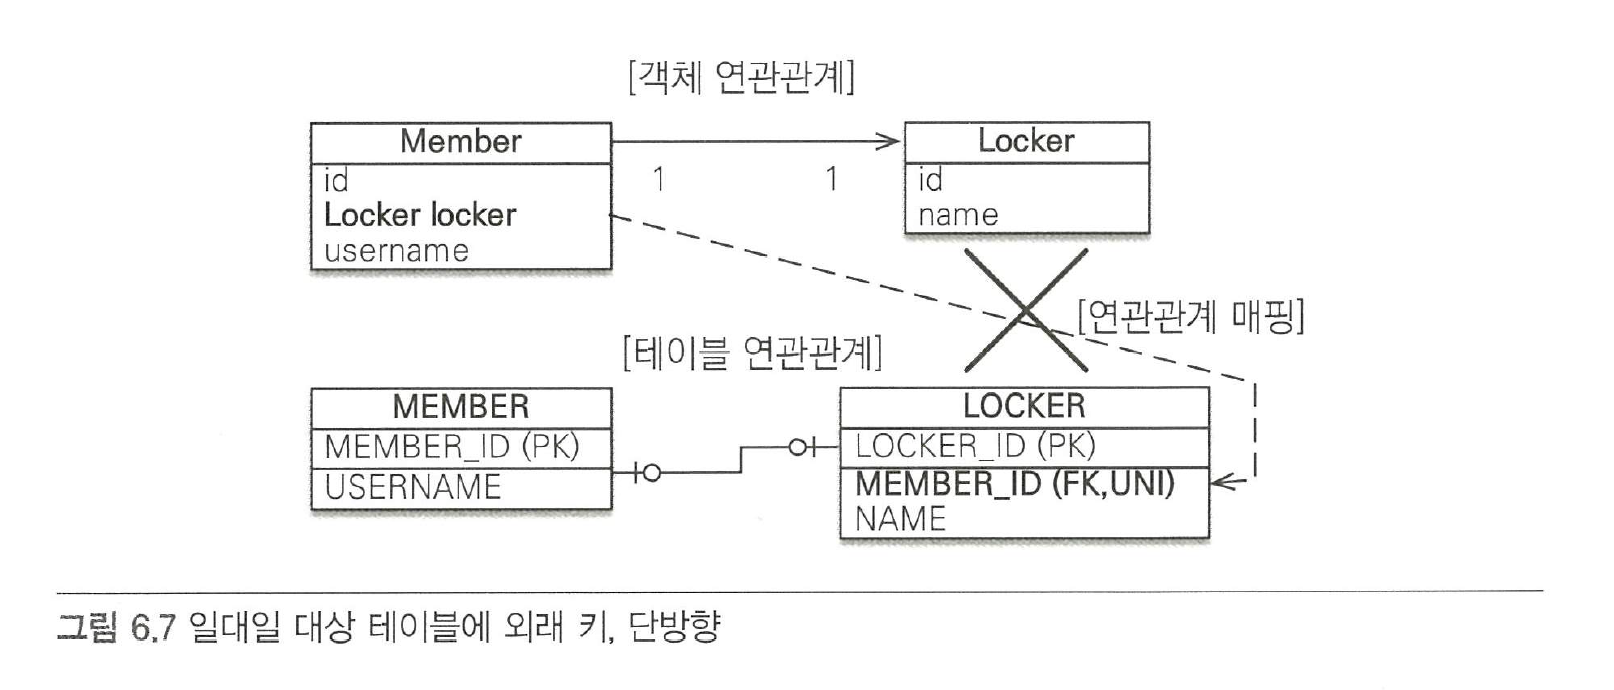 [객체 연관관계]
Member
id
Locker locker
username
1
1
Locker
id
name
[연관관계 매핑]
[테이블 연관관계]
MEMBER
MEMBER_ID (PK)
USERNAME
LOCKER
LOCKER_ID (PK)
MEMBER_ID (FK,UNI)
NAME
그림 6.7 일대일 대상 테이블에 외래 키, 단방향